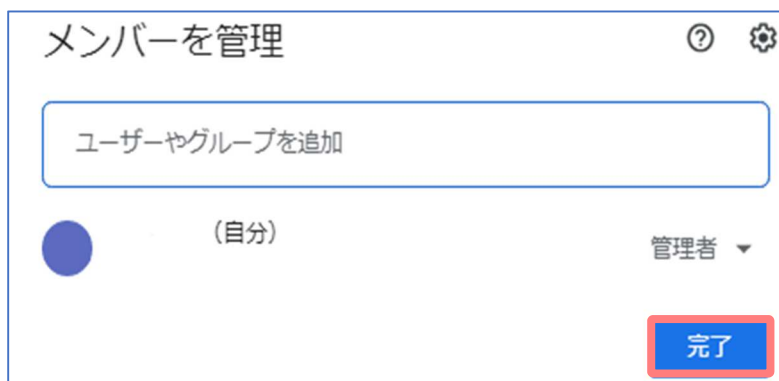 メンバーを管理
ユーザーやグループを追加
（自分）
管理者
完了